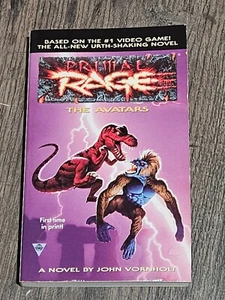 BASED ON THE #1 VIDEO GAME!
THE ALL-NEW URTH-SHAKING NOVEL
PRIMAL
RAGE
THE AVATARS
First time
in print!
A NOVEL BY JOHN VORNHOLT